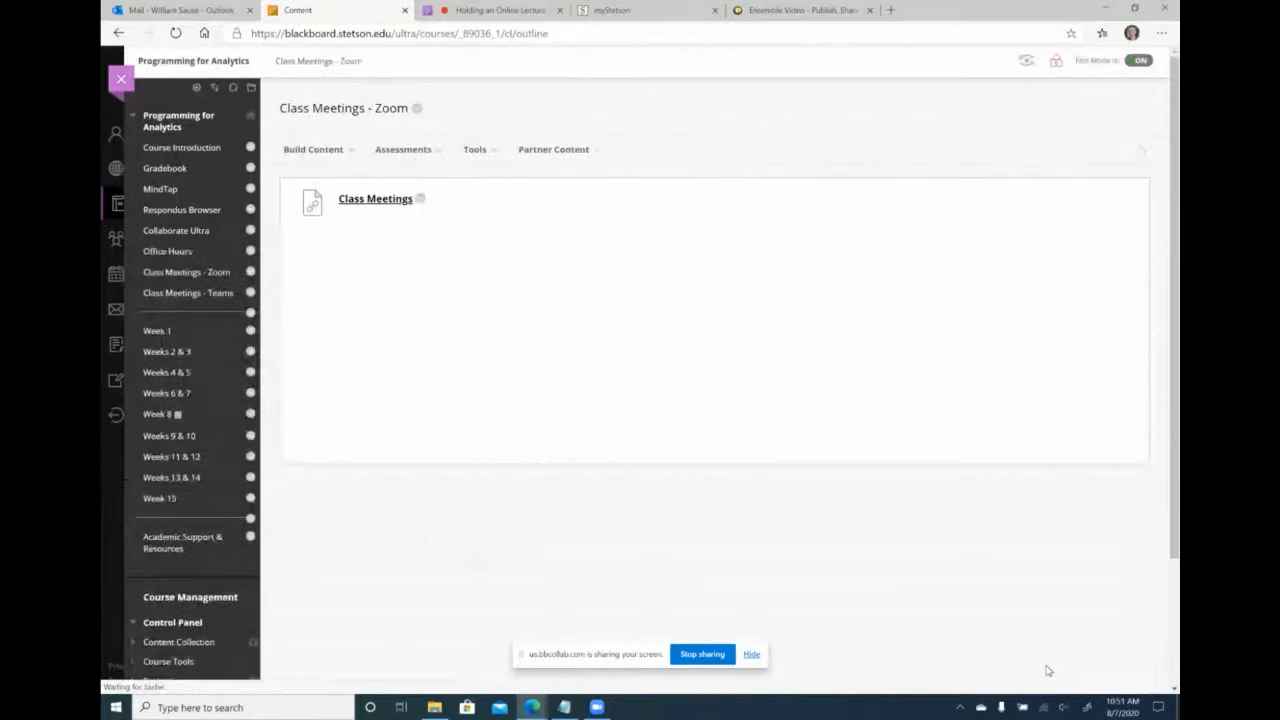 Mail - William Sause - Outlook
Content
Holding an Online Lecture
myStetson
Ensemble Video - Publish, Shar
https://blackboard.stetson.edu/ultra/courses/_89036_1/cl/outline
Programming for Analytics
Class Meetings - Zoom
Edit Mode is:
ON
Programming for
Analytics
Course Introduction
Gradebook
MindTap
Respondus Browser
Collaborate Ultra
Office Hours
Class Meetings - Zoom
Class Meetings - Teams
Week 1
Weeks 2 & 3
Weeks 4 & 5
Weeks 6 & 7
Week 8
Weeks 9 & 10
Weeks 11 & 12
Weeks 13 & 14
Week 15
Academic Support &
Resources
Course Management
Control Panel
Content Collection
Course Tools
Class Meetings - Zoom
Build Content
Assessments
Tools
Partner Content
Class Meetings
us.bbcollab.com is sharing your screen.
Stop sharing
Hide
Waiting for cache...
Type here to search
10:51 AM
8/7/2020